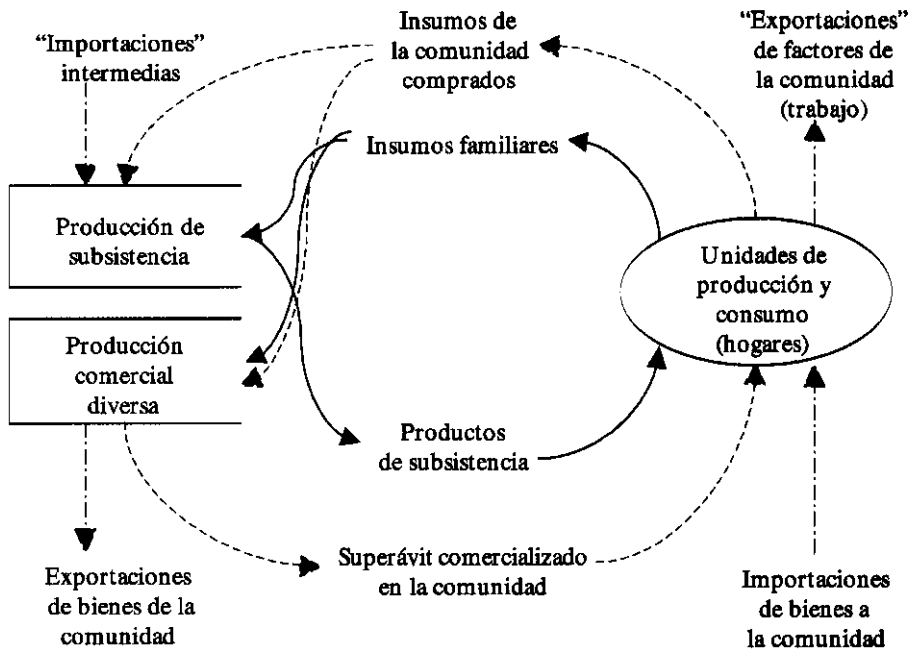 “Importaciones”
intermedias
Insumos de
la comunidad
comprados
“Exportaciones”
de factores de
la comunidad
(trabajo)
Insumos familiares
Producción de
subsistencia
Unidades de
producción y
consumo
(hogares)
Producción
comercial
diversa
Productos
de subsistencia
Superávit comercializado
en la comunidad
Exportaciones
de bienes de la
comunidad
Importaciones
de bienes a
la comunidad